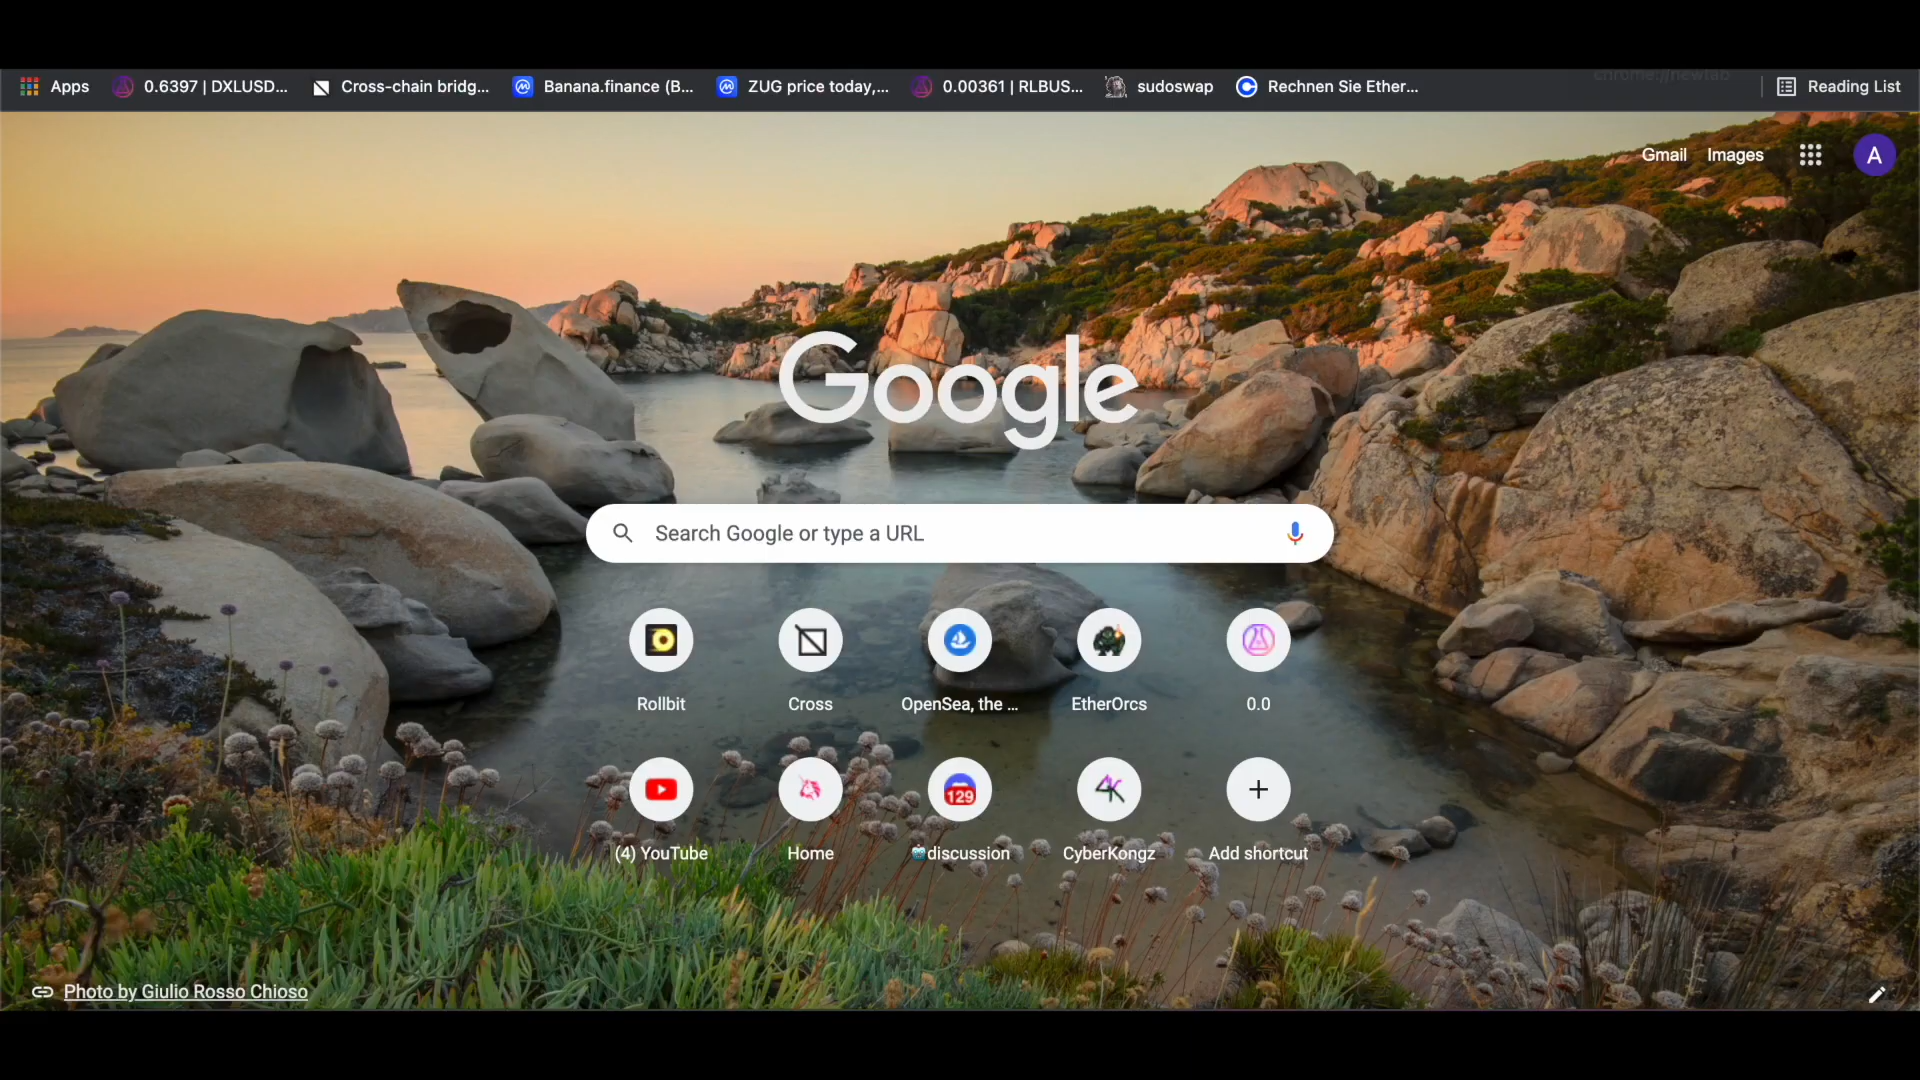 chrome://newtab
Apps
0.6397 | DXLUSD...
Cross-chain bridg...
Banana.finance (B...
ZUG price today,...
0.00361 | RLBUS...
sudoswap
Rechnen Sie Ether...
Reading List
Gmail
Images
A
Google
Search Google or type a URL
Rollbit
Cross
OpenSea, the ...
EtherOrcs
0.0
129
(4) YouTube
Home
discussion
CyberKongz
Add shortcut
Photo by Giulio Rosso Chioso